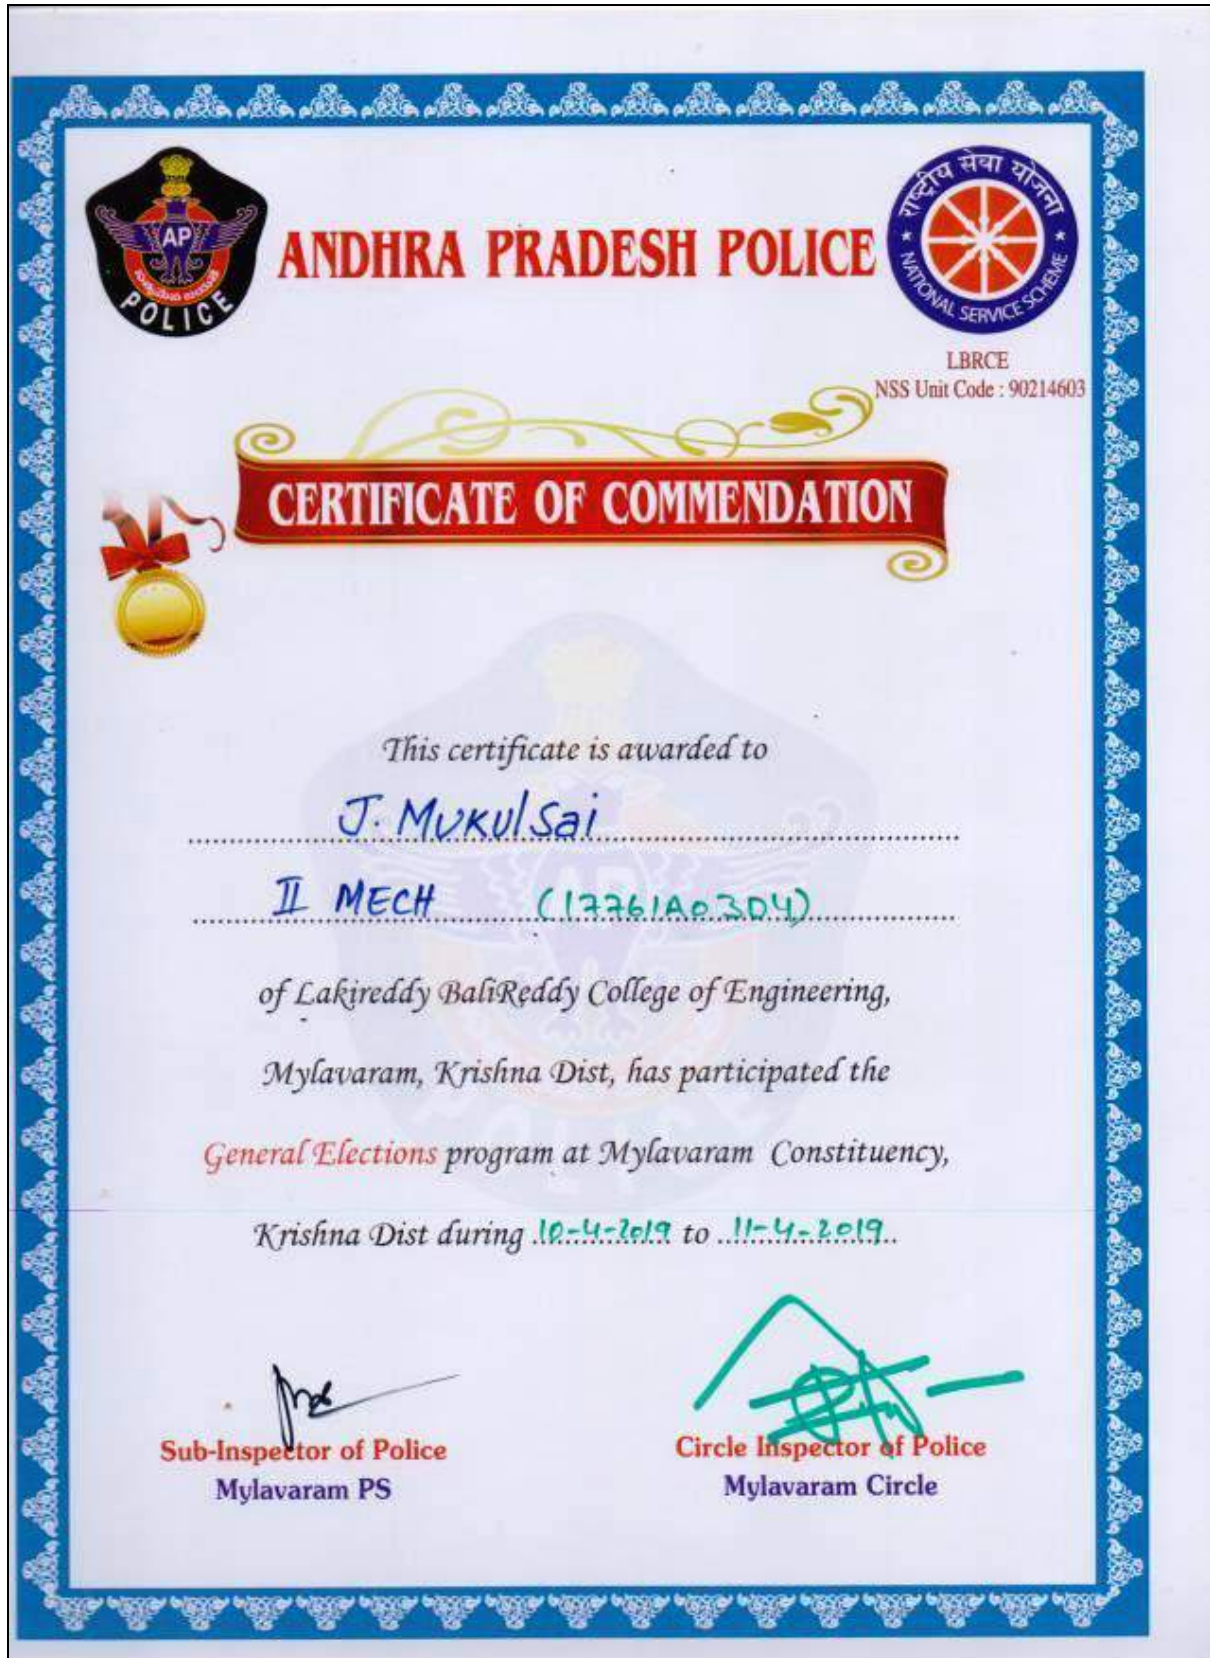 ANDHRA PRADESH POLICE
AP
POLICE
राष्ट्रीय सेवा योजना
NATIONAL SERVICE SCHEME
LBRCE
NSS Unit Code : 90214603
CERTIFICATE OF COMMENDATION
This certificate is awarded to
J. Mukul Sai
II MECH (17761A03D4)
of Lakireddy BaliReddy College of Engineering,
Mylavaram, Krishna Dist, has participated the
General Elections program at Mylavaram Constituency,
Krishna Dist during 10-4-2019 to 11-4-2019
Sub-Inspector of Police
Mylavaram PS
Circle Inspector of Police
Mylavaram Circle